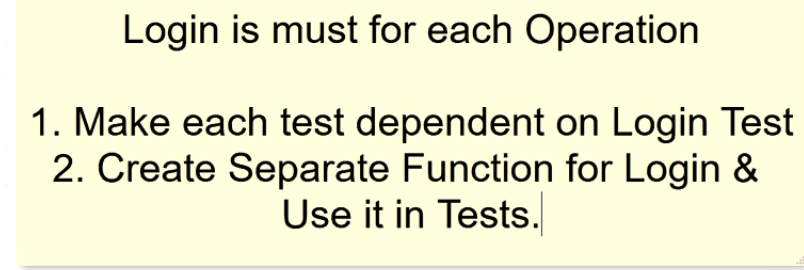 Login is must for each Operation
1. Make each test dependent on Login Test
2. Create Separate Function for Login &
Use it in Tests.